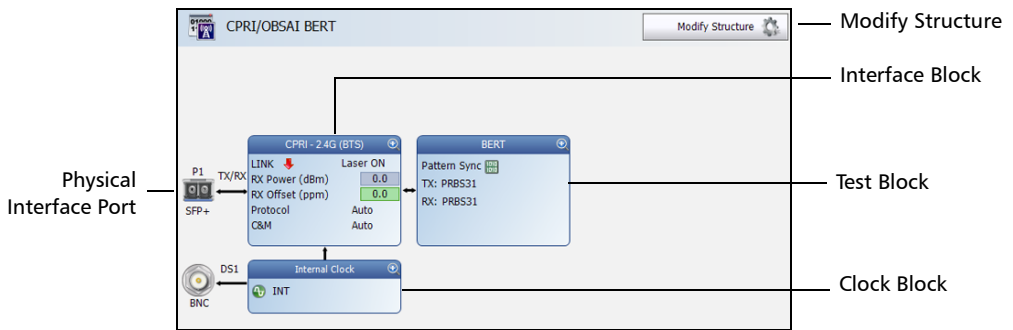 CPRI/OBSAI BERT
Modify Structure
Modify Structure
Interface Block
CPRI - 2.4G (BTS)
LINK Laser ON
RX Power (dBm) 0.0
RX Offset (ppm) 0.0
Protocol Auto
C&M Auto
BERT
Pattern Sync
TX: PRBS31
RX: PRBS31
P1
TX/RX
SFP+
Physical
Interface Port
Test Block
Internal Clock
INT
DS1
BNC
Clock Block